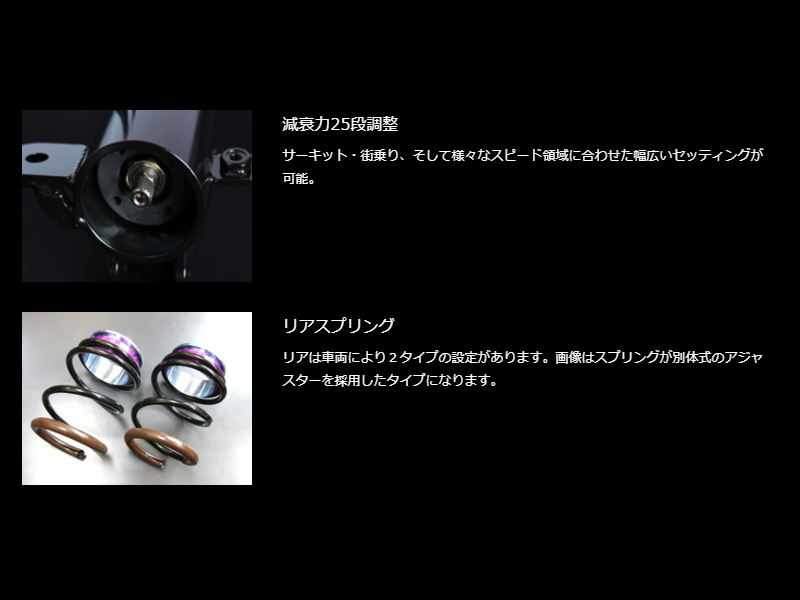 減衰力25段調整
サーキット・街乗り、そして様々なスピード領域に合わせた幅広いセッティングが
可能。
リアスプリング
リアは車両により２タイプの設定があります。画像はスプリングが別体式のアジャ
スターを採用したタイプになります。